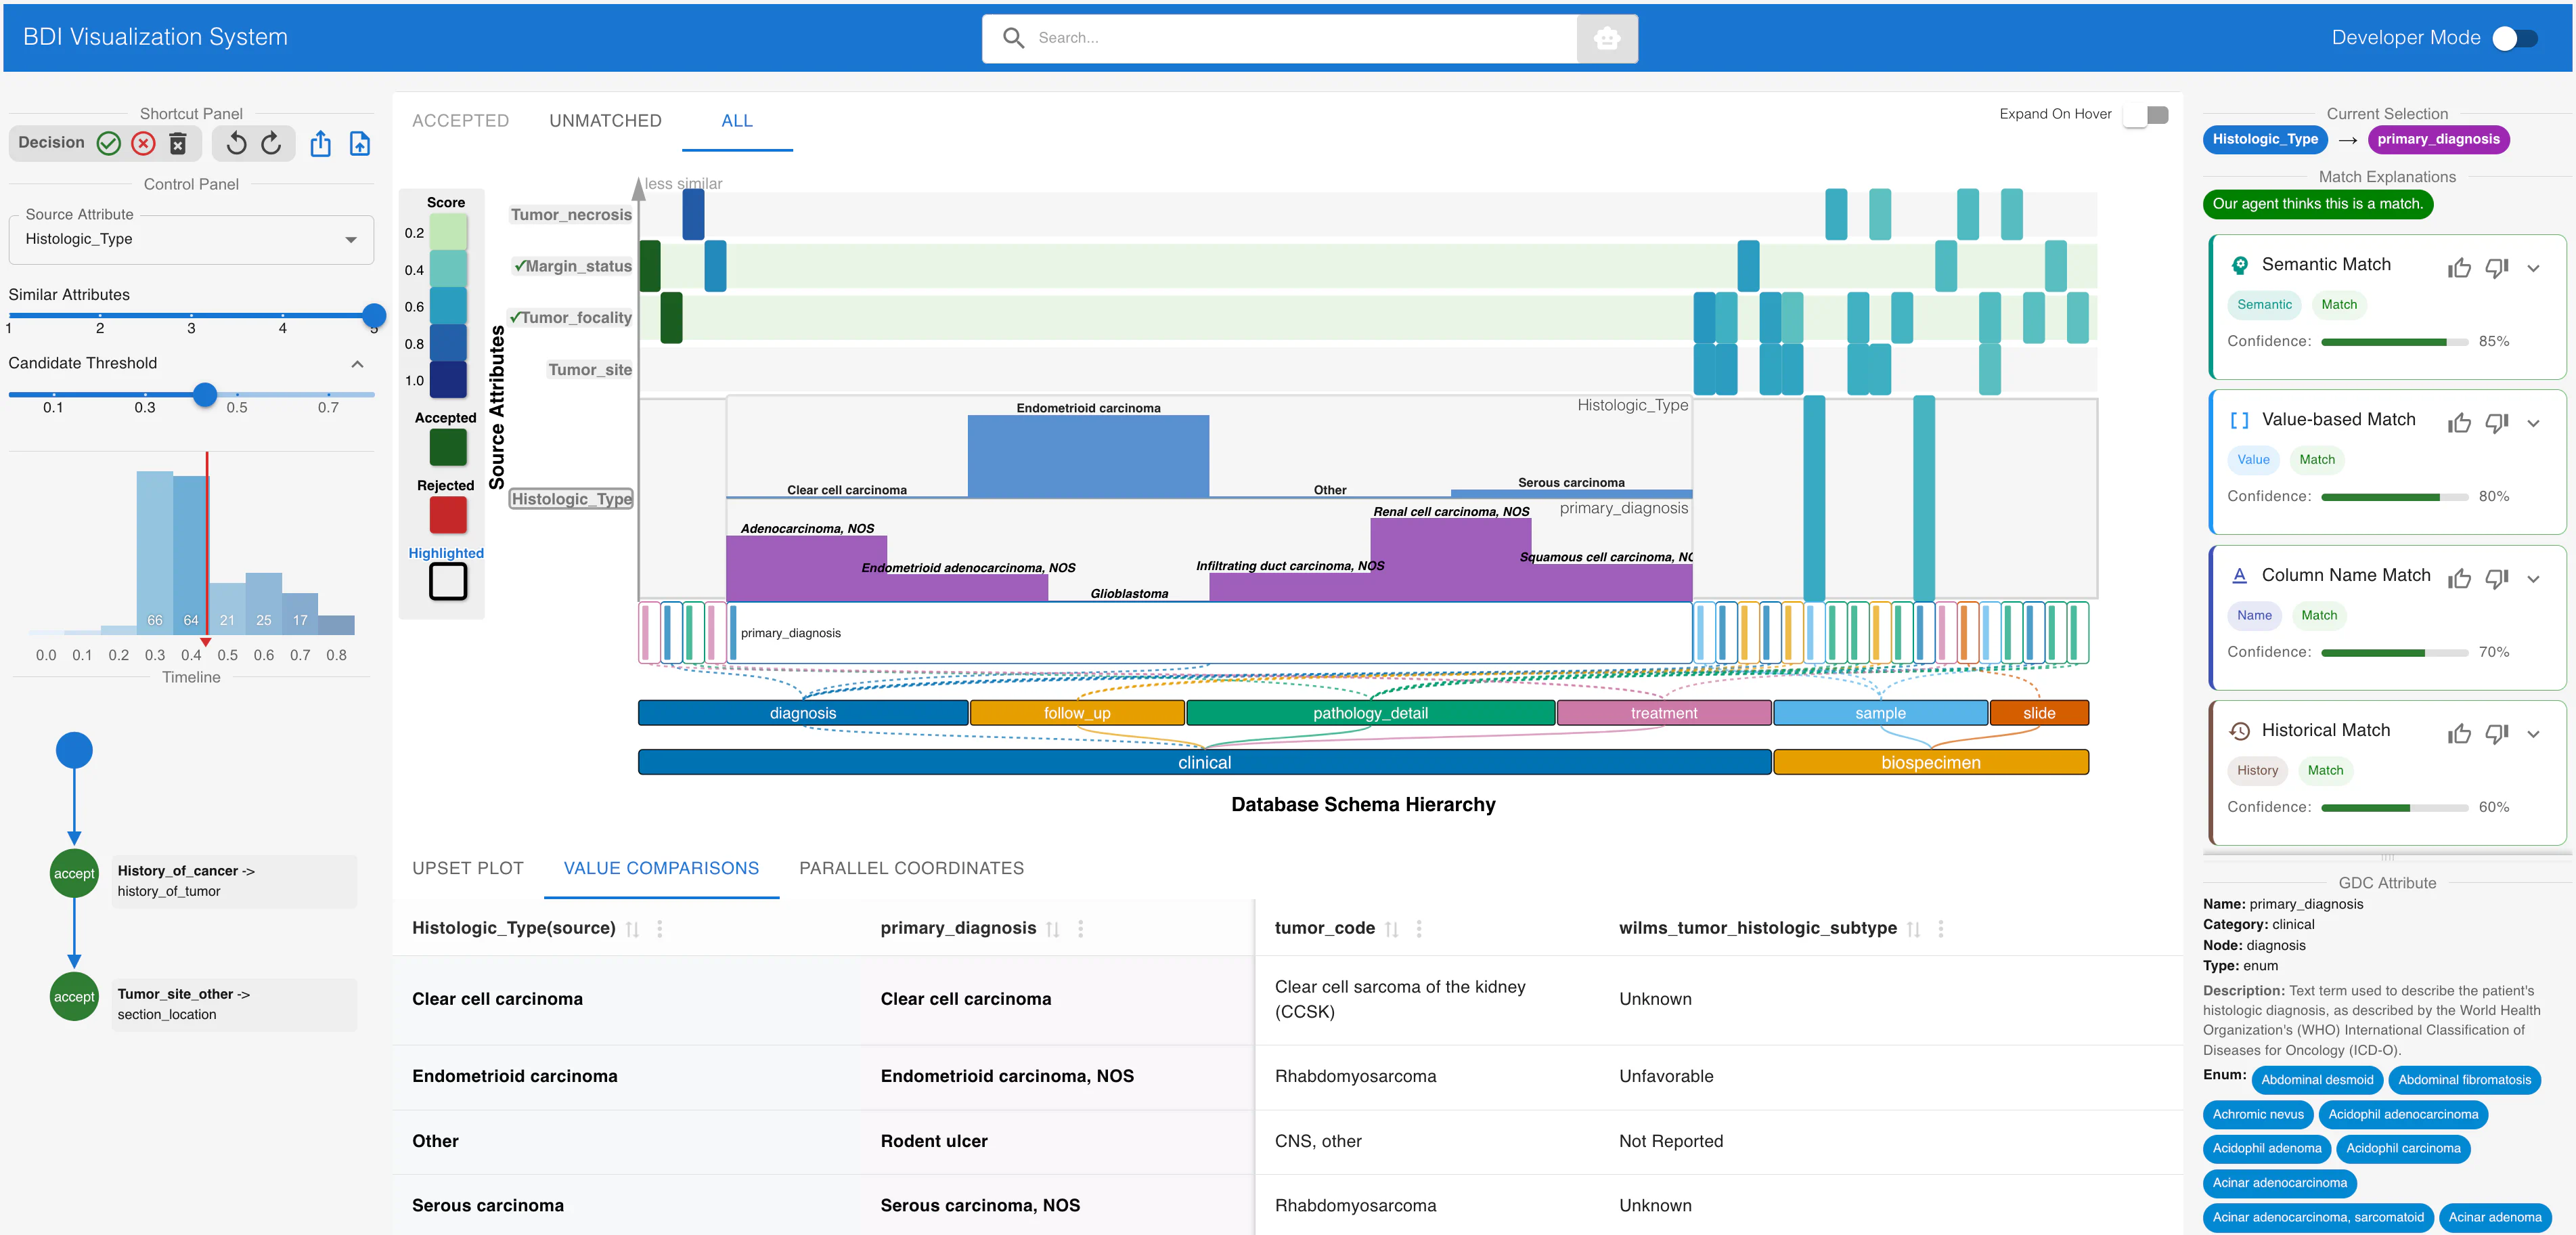 BDI Visualization System
Search...
Developer Mode
Shortcut Panel
Decision
Control Panel
Source Attribute
Histologic_Type
Similar Attributes
1 2 3 4 5
Candidate Threshold
0.1 0.3 0.5 0.7
66 64 21 25 17
0.0 0.1 0.2 0.3 0.4 0.5 0.6 0.7 0.8
Timeline
accept
History_of_cancer ->
history_of_tumor
accept
Tumor_site_other ->
section_location
ACCEPTED UNMATCHED ALL
Expand On Hover
Score
0.2
0.4
0.6
0.8
1.0
Accepted
Rejected
Highlighted
Source Attributes
less similar
Tumor_necrosis
✓Margin_status
✓Tumor_focality
Tumor_site
Histologic_Type
Histologic_Type
Endometrioid carcinoma
Clear cell carcinoma
Other
Serous carcinoma
primary_diagnosis
Adenocarcinoma, NOS
Endometrioid adenocarcinoma, NOS
Glioblastoma
Infiltrating duct carcinoma, NOS
Renal cell carcinoma, NOS
Squamous cell carcinoma, NO
primary_diagnosis
diagnosis follow_up pathology_detail treatment sample slide
clinical biospecimen
Database Schema Hierarchy
UPSET PLOT VALUE COMPARISONS PARALLEL COORDINATES
Histologic_Type(source) primary_diagnosis tumor_code wilms_tumor_histologic_subtype
Clear cell carcinoma Clear cell carcinoma Clear cell sarcoma of the kidney Unknown
(CCSK)
Endometrioid carcinoma Endometrioid carcinoma, NOS Rhabdomyosarcoma Unfavorable
Other Rodent ulcer CNS, other Not Reported
Serous carcinoma Serous carcinoma, NOS Rhabdomyosarcoma Unknown
Current Selection
Histologic_Type → primary_diagnosis
Match Explanations
Our agent thinks this is a match.
Semantic Match
Semantic Match
Confidence: 85%
Value-based Match
Value Match
Confidence: 80%
Column Name Match
Name Match
Confidence: 70%
Historical Match
History Match
Confidence: 60%
GDC Attribute
Name: primary_diagnosis
Category: clinical
Node: diagnosis
Type: enum
Description: Text term used to describe the patient's
histologic diagnosis, as described by the World Health
Organization's (WHO) International Classification of
Diseases for Oncology (ICD-O).
Enum: Abdominal desmoid Abdominal fibromatosis
Achromic nevus Acidophil adenocarcinoma
Acidophil adenoma Acidophil carcinoma
Acinar adenocarcinoma
Acinar adenocarcinoma, sarcomatoid Acinar adenoma